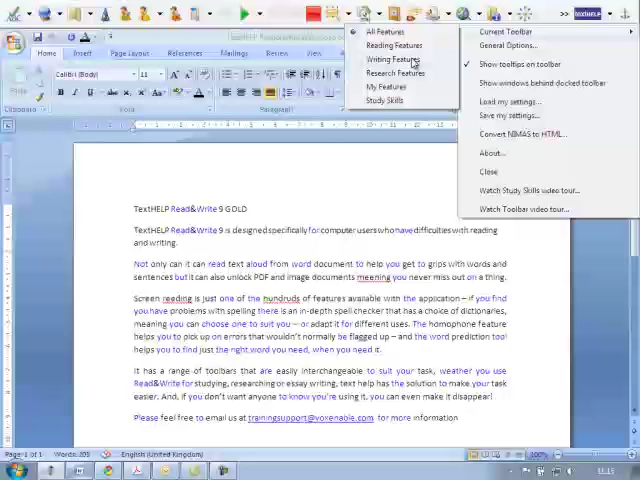 textHELP
All Features
Reading Features
Writing Features
Research Features
My Features
Study Skills
Current Toolbar
General Options...
Show tooltips on toolbar
Show windows behind docked toolbar
Load my settings...
Save my settings...
Convert NIMAS to HTML...
About...
Close
Watch Study Skills video tour...
Watch Toolbar video tour...
Home
Insert
Calibri (Body)
11
Clipboard
Font
TextHELP Read&Write 9 GOLD
TextHELP Read&Write 9 is designed specifically for computer users who have difficulties with reading
and writing.
Not only can it read text aloud from word document to help you get to grips with words and
sentences but it can also unlock PDF and image documents meening you never miss out on a thing.
Screen reeding is just one of the hundruds of features available with the application – if you find
you have problems with spelling there is an in-depth spell checker that has a choice of dictionaries,
meaning you can choose one to suit you – or adapt it for different uses. The homophone feature
helps you to pick up on errors that wouldn't normally be flagged up – and the word prediction tool
helps you to find just the right word you need, when you need it.
It has a range of toolbars that are easily interchangeable to suit your task, weather you use
Read&Write for studying, researching or essay writing, text help has the solution to make your task
easier. And, if you don't want anyone to know you're using it, you can even make it disappear!
Please feel free to email us at trainingsupport@voxenable.com for more information
Page: 1 of 1
Words: 203
English (United Kingdom)
100%
11:15